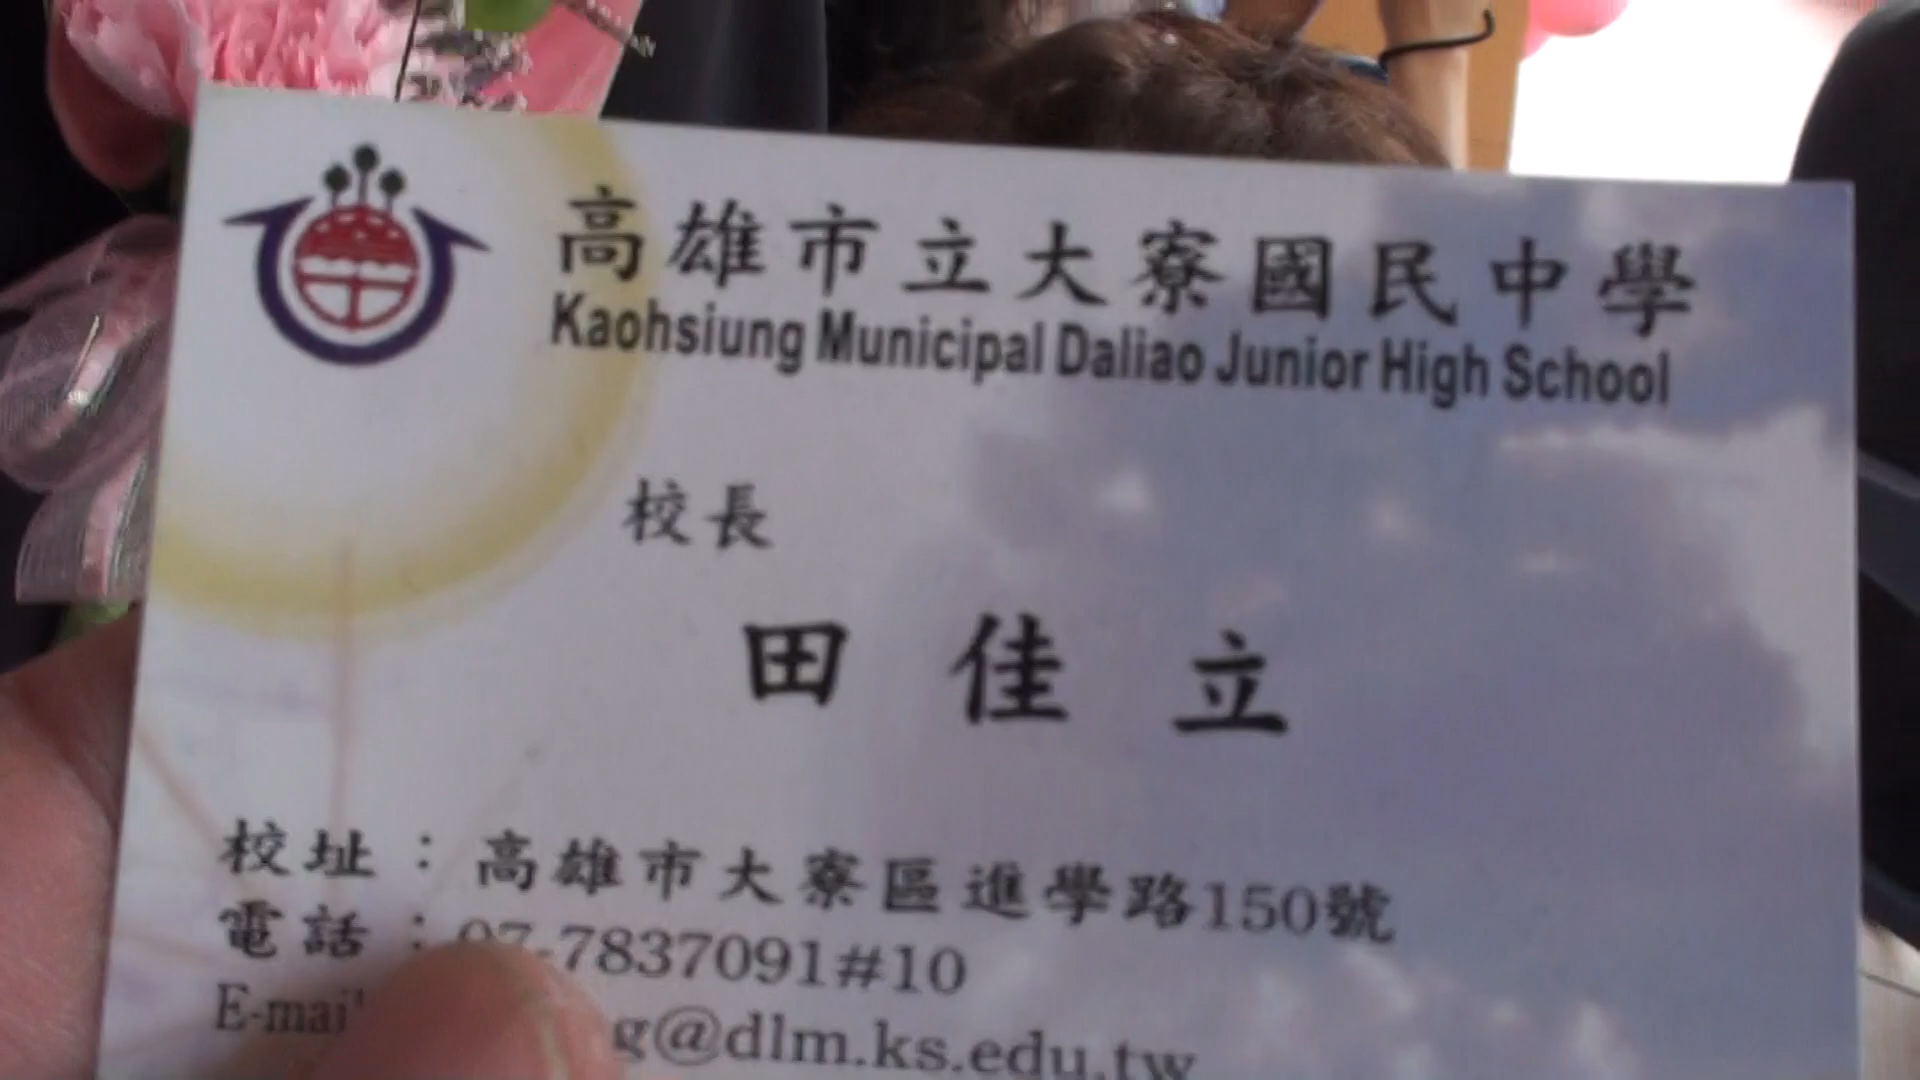 高雄市立大寮國民中學
Kaohsiung Municipal Daliao Junior High School
校長
田佳立
校址：高雄市大寮區進學路150號
電話：07-7837091#10
E-mail g@dlm.ks.edu.tw